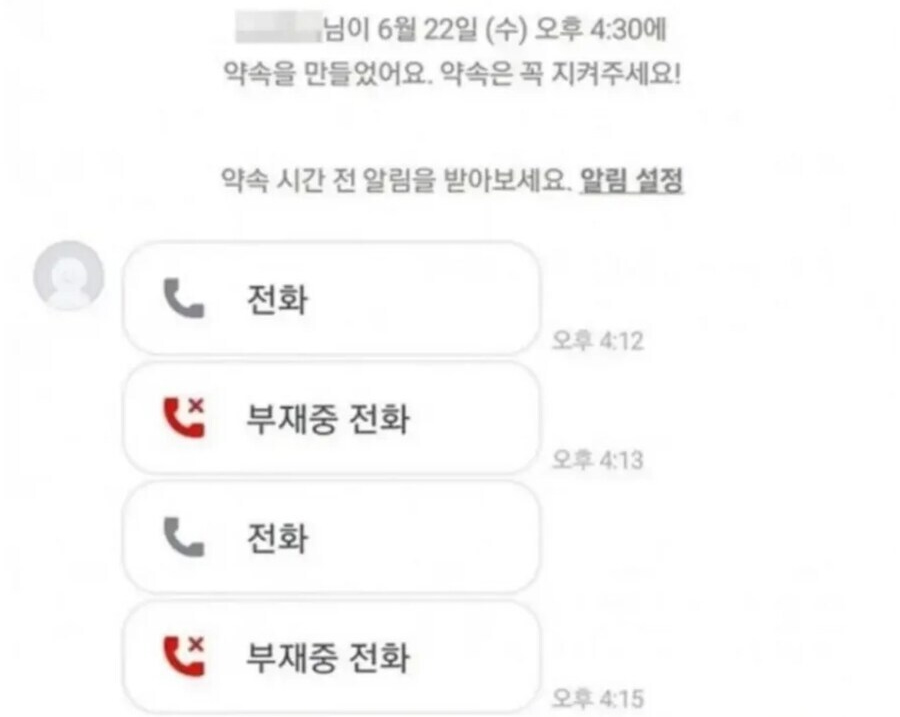 님이 6월 22일 (수) 오후 4:30에
약속을 만들었어요. 약속은 꼭 지켜주세요!
약속 시간 전 알림을 받아보세요. 알림 설정
전화
오후 4:12
부재중 전화
오후 4:13
전화
부재중 전화
오후 4:15